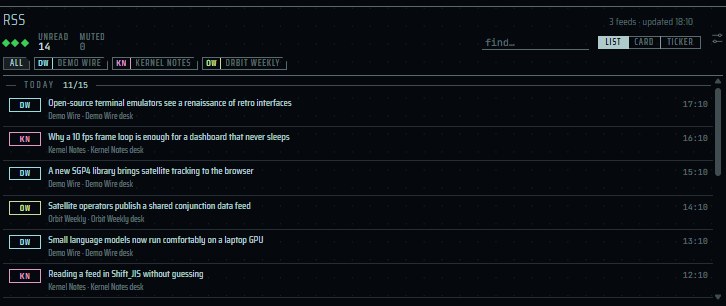 RSS
3 feeds · updated 18:10
UNREAD MUTED
14 0
find…
LIST CARD TICKER
ALL DW DEMO WIRE KN KERNEL NOTES OW ORBIT WEEKLY
TODAY 11/15
DW Open-source terminal emulators see a renaissance of retro interfaces 17:10
Demo Wire · Demo Wire desk
KN Why a 10 fps frame loop is enough for a dashboard that never sleeps 16:10
Kernel Notes · Kernel Notes desk
DW A new SGP4 library brings satellite tracking to the browser 15:10
Demo Wire · Demo Wire desk
OW Satellite operators publish a shared conjunction data feed 14:10
Orbit Weekly · Orbit Weekly desk
DW Small language models now run comfortably on a laptop GPU 13:10
Demo Wire · Demo Wire desk
KN Reading a feed in Shift_JIS without guessing 12:10
Kernel Notes · Kernel Notes desk